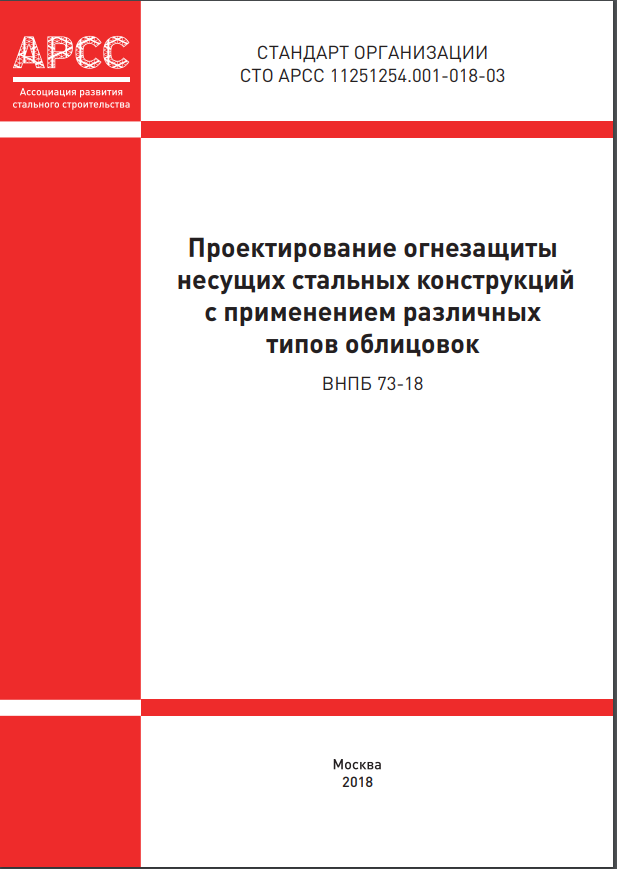 АРСС
Ассоциация развития
стального строительства
СТАНДАРТ ОРГАНИЗАЦИИ
СТО АРСС 11251254.001-018-03
Проектирование огнезащиты
несущих стальных конструкций
с применением различных
типов облицовок
ВНПБ 73-18
Москва
2018